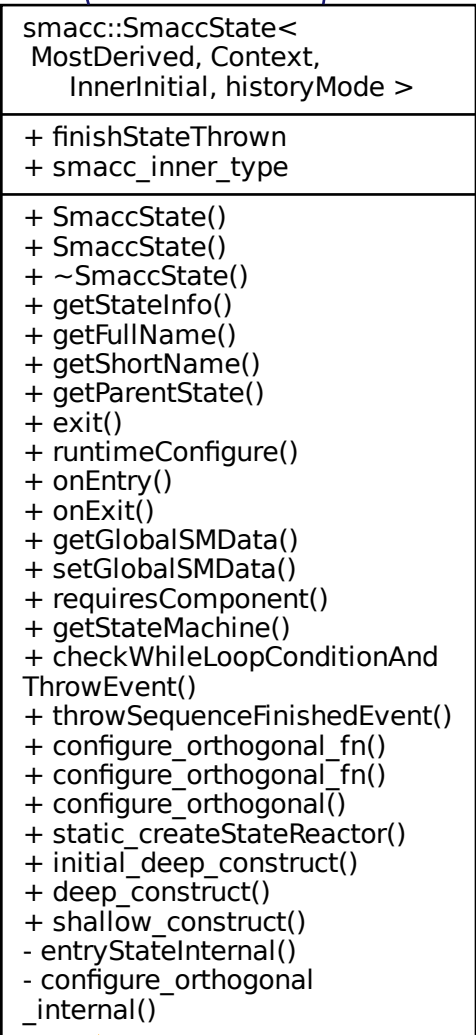 smacc::SmaccState<
MostDerived, Context,
InnerInitial, historyMode >
+ finishStateThrown
+ smacc_inner_type
+ SmaccState()
+ SmaccState()
+ ~SmaccState()
+ getStateInfo()
+ getFullName()
+ getShortName()
+ getParentState()
+ exit()
+ runtimeConfigure()
+ onEntry()
+ onExit()
+ getGlobalSMData()
+ setGlobalSMData()
+ requiresComponent()
+ getStateMachine()
+ checkWhileLoopConditionAnd
ThrowEvent()
+ throwSequenceFinishedEvent()
+ configure_orthogonal_fn()
+ configure_orthogonal_fn()
+ configure_orthogonal()
+ static_createStateReactor()
+ initial_deep_construct()
+ deep_construct()
+ shallow_construct()
- entryStateInternal()
- configure_orthogonal
_internal()